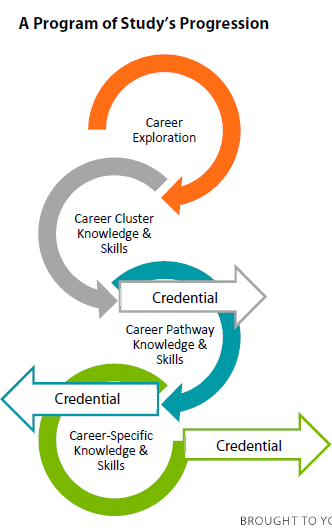 A Program of Study's Progression
Career
Exploration
Career Cluster
Knowledge &
Skills
Credential
Career Pathway
Knowledge &
Skills
Credential
Career-Specific
Knowledge &
Skills
Credential
BROUGHT TO